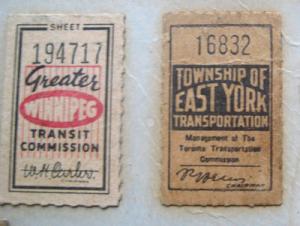 SHEET
194717
Greater
WINNIPEG
TRANSIT
COMMISSION
CHAIRMAN
16832
TOWNSHIP OF
EAST YORK
TRANSPORTATION
Management of The
Toronto Transportation
Commission
CHAIRMAN